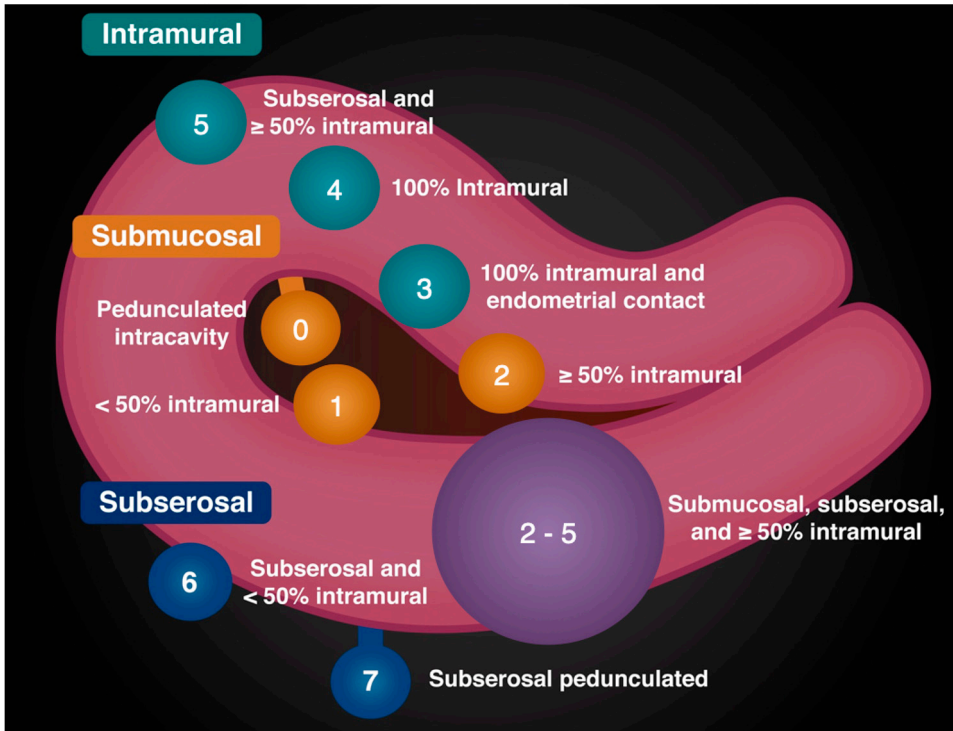 Intramural
5
Subserosal and
≥ 50% intramural
4
100% Intramural
Submucosal
3
100% intramural and
endometrial contact
Pedunculated
intracavity
0
2
≥ 50% intramural
< 50% intramural
1
Subserosal
2 - 5
Submucosal, subserosal,
and ≥ 50% intramural
6
Subserosal and
< 50% intramural
7
Subserosal pedunculated